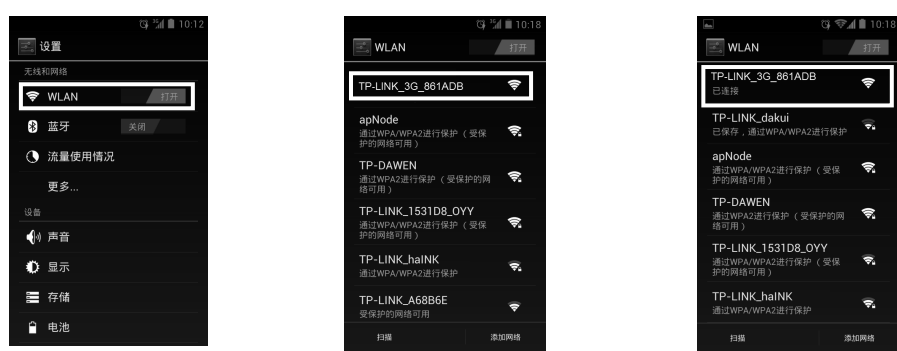 10:12
设置
无线和网络
WLAN 打开
蓝牙 关闭
流量使用情况
更多...
设备
声音
显示
存储
电池
3G 10:18
WLAN 打开
TP-LINK_3G_861ADB
apNode
通过WPA/WPA2进行保护（受保
护的网络可用）
TP-DAWEN
通过WPA2进行保护（受保护的网
络可用）
TP-LINK_1531D8_OYY
通过WPA/WPA2进行保护（受保
护的网络可用）
TP-LINK_haINK
通过WPA/WPA2进行保护
TP-LINK_A68B6E
受保护的网络可用
扫描 添加网络
10:18
WLAN 打开
TP-LINK_3G_861ADB
已连接
TP-LINK_dakui
已保存，通过WPA/WPA2进行保护
apNode
通过WPA/WPA2进行保护（受保
护的网络可用）
TP-DAWEN
通过WPA2进行保护（受保护的网
络可用）
TP-LINK_1531D8_OYY
通过WPA/WPA2进行保护（受保
护的网络可用）
TP-LINK_haINK
通过WPA/WPA2进行保护
扫描 添加网络